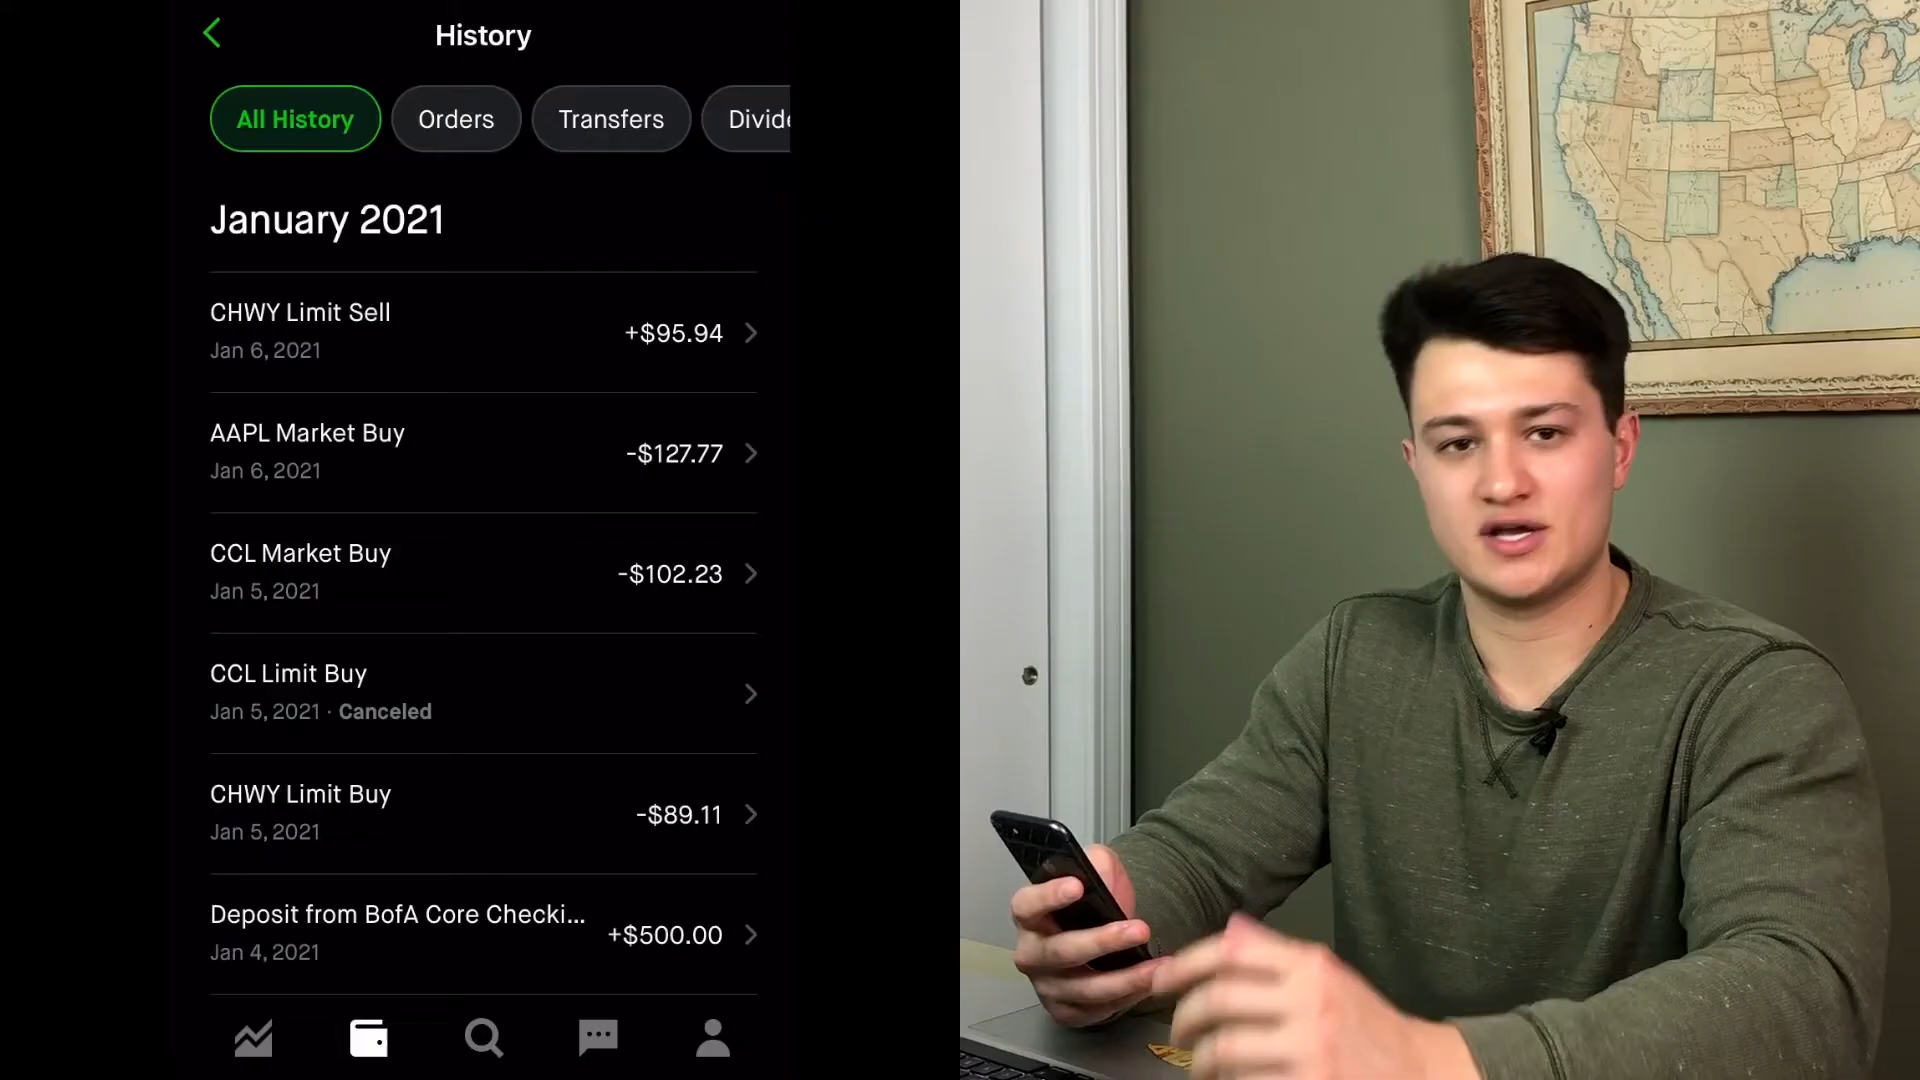 History
All History
Orders
Transfers
Divide
January 2021
CHWY Limit Sell
Jan 6, 2021
+$95.94
AAPL Market Buy
Jan 6, 2021
-$127.77
CCL Market Buy
Jan 5, 2021
-$102.23
CCL Limit Buy
Jan 5, 2021 · Canceled
CHWY Limit Buy
Jan 5, 2021
-$89.11
Deposit from BofA Core Checki...
Jan 4, 2021
+$500.00